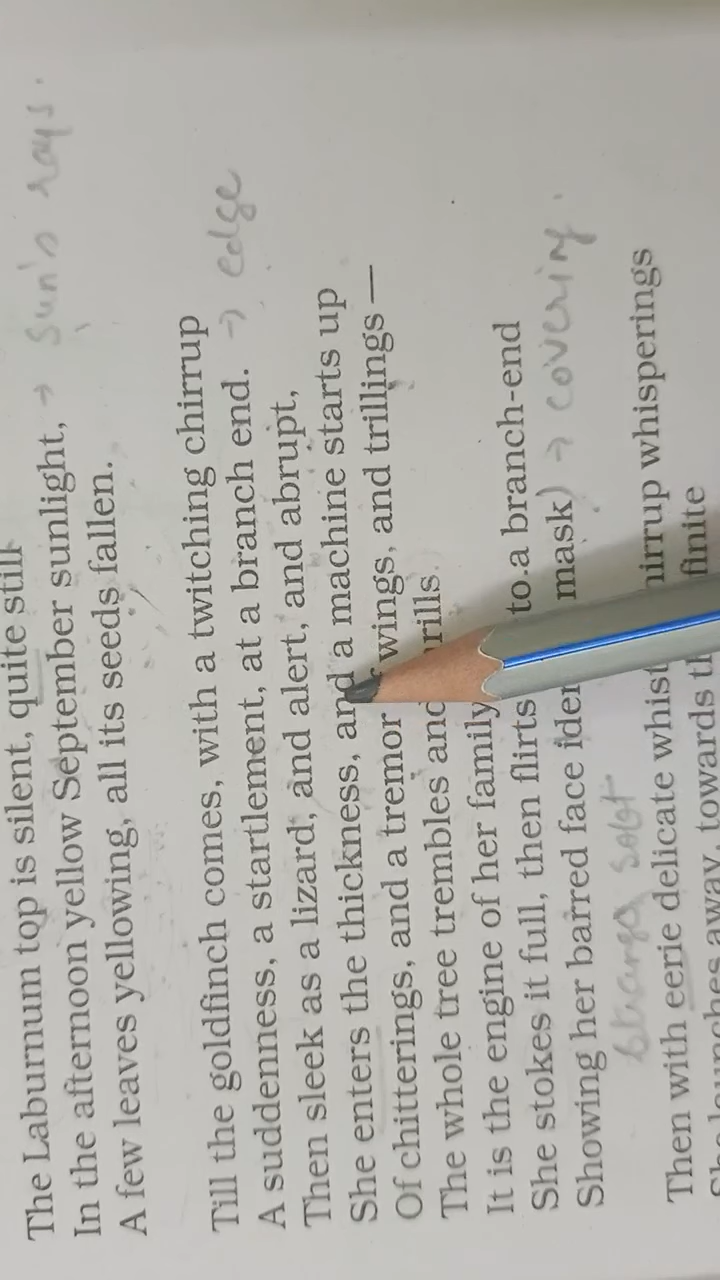 The Laburnum top is silent, quite still
In the afternoon yellow September sunlight, → sun's rays.
A few leaves yellowing, all its seeds fallen.
Till the goldfinch comes, with a twitching chirrup
A suddenness, a startlement, at a branch end. → edge
Then sleek as a lizard, and alert, and abrupt,
She enters the thickness, and a machine starts up
Of chitterings, and a tremor wings, and trillings —
The whole tree trembles and thrills.
It is the engine of her family
She stokes it full, then flirts to a branch-end
Showing her barred face mask) → covering.
Then with eerie delicate whisperings
away, towards